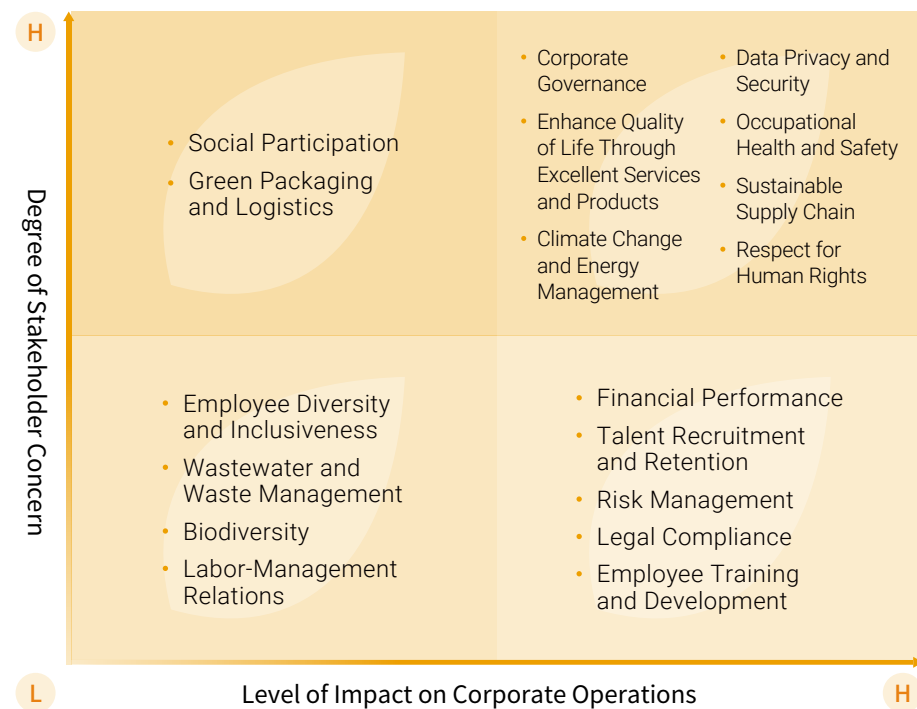 H
Degree of Stakeholder Concern
• Social Participation
• Green Packaging
and Logistics
• Corporate
Governance
• Enhance Quality
of Life Through
Excellent Services
and Products
• Climate Change
and Energy
Management
• Data Privacy and
Security
• Occupational
Health and Safety
• Sustainable
Supply Chain
• Respect for
Human Rights
• Employee Diversity
and Inclusiveness
• Wastewater and
Waste Management
• Biodiversity
• Labor-Management
Relations
• Financial Performance
• Talent Recruitment
and Retention
• Risk Management
• Legal Compliance
• Employee Training
and Development
L
Level of Impact on Corporate Operations
H